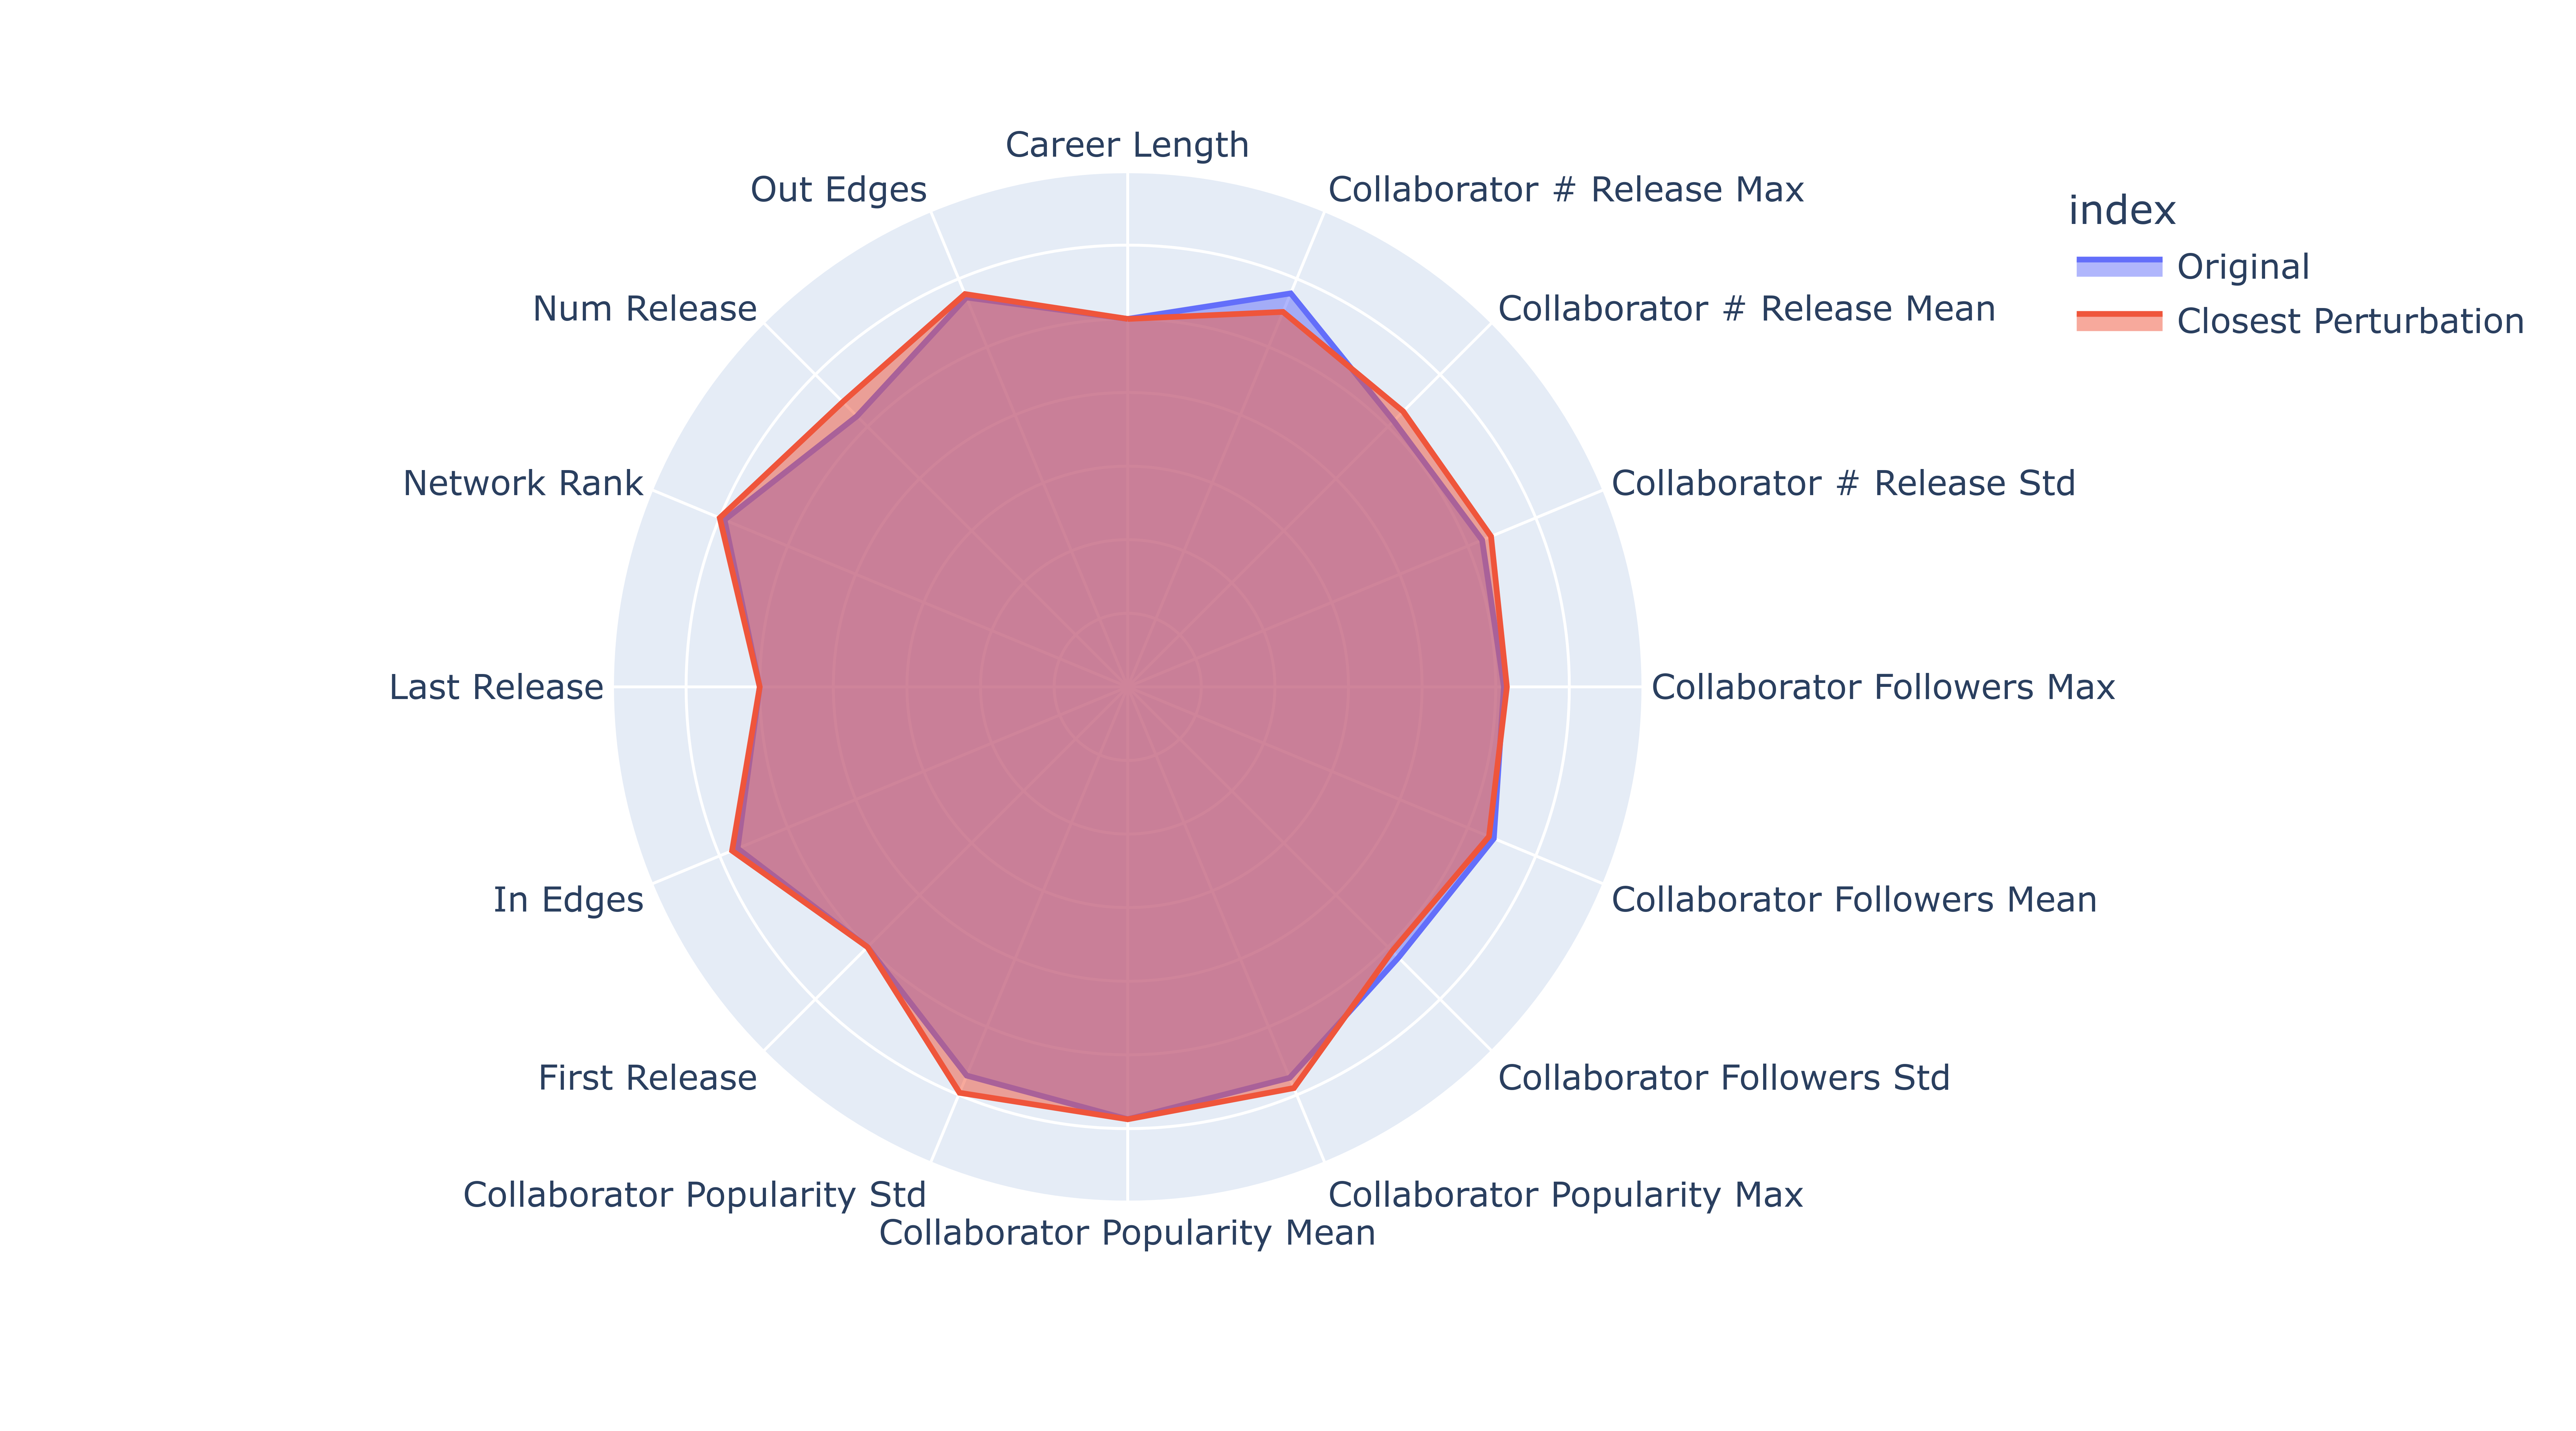 Career Length
Out Edges
Collaborator # Release Max
index
Original
Closest Perturbation
Num Release
Collaborator # Release Mean
Network Rank
Collaborator # Release Std
Last Release
Collaborator Followers Max
In Edges
Collaborator Followers Mean
First Release
Collaborator Followers Std
Collaborator Popularity Std
Collaborator Popularity Max
Collaborator Popularity Mean